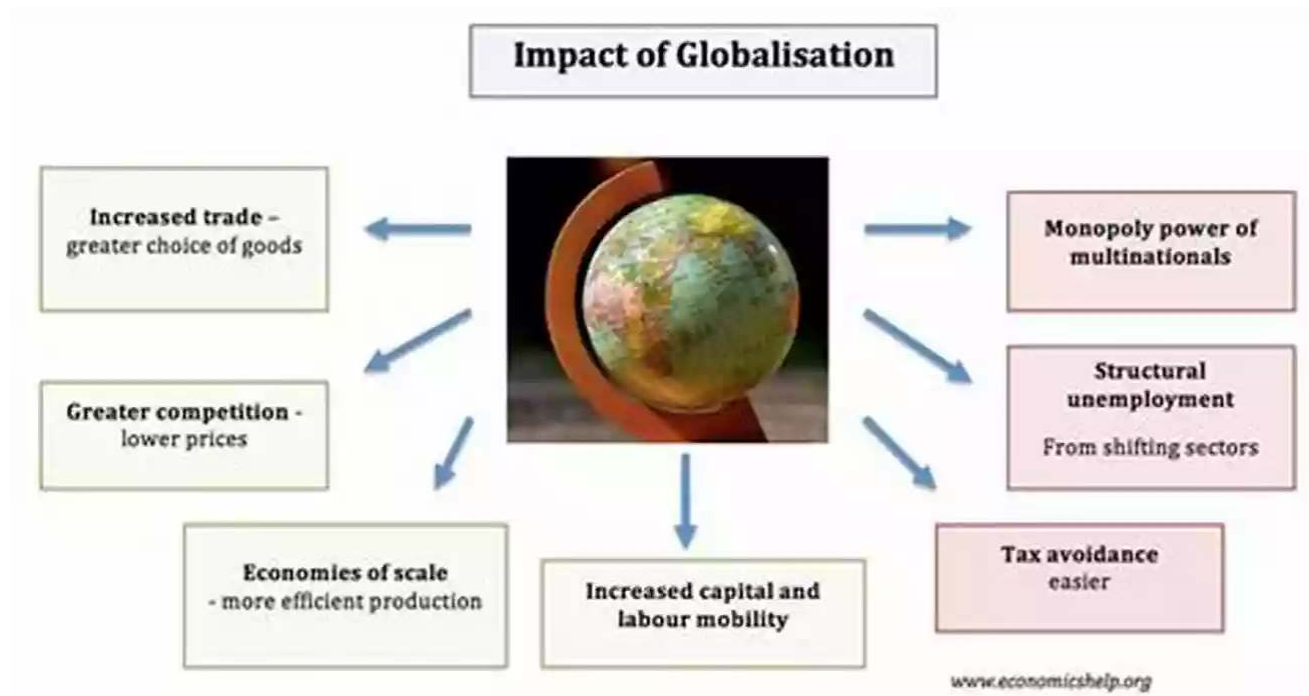 Impact of Globalisation
Increased trade –
greater choice of goods
Greater competition -
lower prices
Economies of scale
- more efficient production
Increased capital and
labour mobility
Monopoly power of
multinationals
Structural
unemployment
From shifting sectors
Tax avoidance
easier
www.economicshelp.org